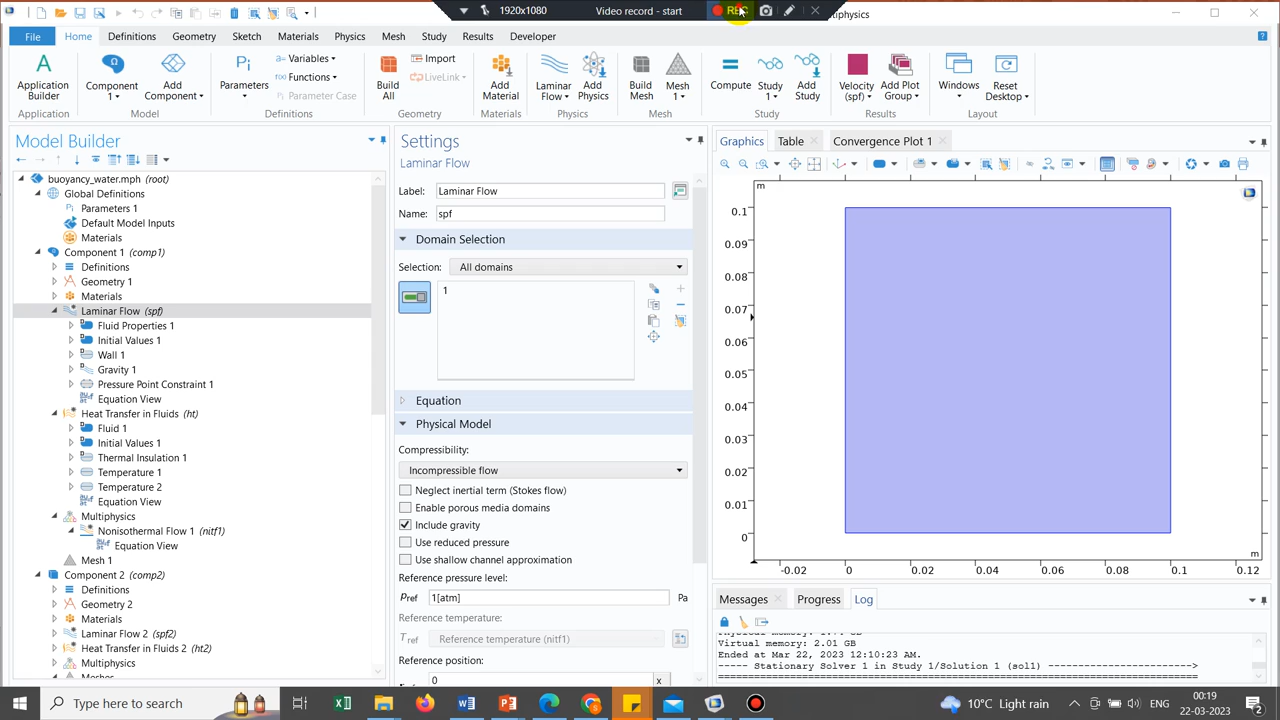 1920x1080
Video record - start
REC
iphysics
File
Home
Definitions
Geometry
Sketch
Materials
Physics
Mesh
Study
Results
Developer
Application Builder
Component 1
Add Component
Parameters
a= Variables
f(x) Functions
Pi Parameter Case
Build All
Import
LiveLink
Add Material
Laminar Flow
Add Physics
Build Mesh
Mesh 1
Compute
Study 1
Add Study
Velocity (spf)
Add Plot Group
Windows
Reset Desktop
Application
Model
Definitions
Geometry
Materials
Physics
Mesh
Study
Results
Layout
Model Builder
buoyancy_water.mph (root)
Global Definitions
Parameters 1
Default Model Inputs
Materials
Component 1 (comp1)
Definitions
Geometry 1
Materials
Laminar Flow (spf)
Fluid Properties 1
Initial Values 1
Wall 1
Gravity 1
Pressure Point Constraint 1
Equation View
Heat Transfer in Fluids (ht)
Fluid 1
Initial Values 1
Thermal Insulation 1
Temperature 1
Temperature 2
Equation View
Multiphysics
Nonisothermal Flow 1 (nitf1)
Equation View
Mesh 1
Component 2 (comp2)
Definitions
Geometry 2
Materials
Laminar Flow 2 (spf2)
Heat Transfer in Fluids 2 (ht2)
Multiphysics
Meshes
Settings
Laminar Flow
Label: Laminar Flow
Name: spf
Domain Selection
Selection: All domains
1
Equation
Physical Model
Compressibility:
Incompressible flow
Neglect inertial term (Stokes flow)
Enable porous media domains
Include gravity
Use reduced pressure
Use shallow channel approximation
Reference pressure level:
Pref 1[atm] Pa
Reference temperature:
Tref Reference temperature (nitf1)
Reference position:
0 x
Graphics
Table
Convergence Plot 1
m
0.1
0.09
0.08
0.07
0.06
0.05
0.04
0.03
0.02
0.01
0
m
-0.02 0 0.02 0.04 0.06 0.08 0.1 0.12
Messages
Progress
Log
Virtual memory: 2.01 GB
Ended at Mar 22, 2023 12:10:23 AM.
----- Stationary Solver 1 in Study 1/Solution 1 (sol1) ----------------------->
Type here to search
10°C Light rain
ENG
00:19
22-03-2023
2